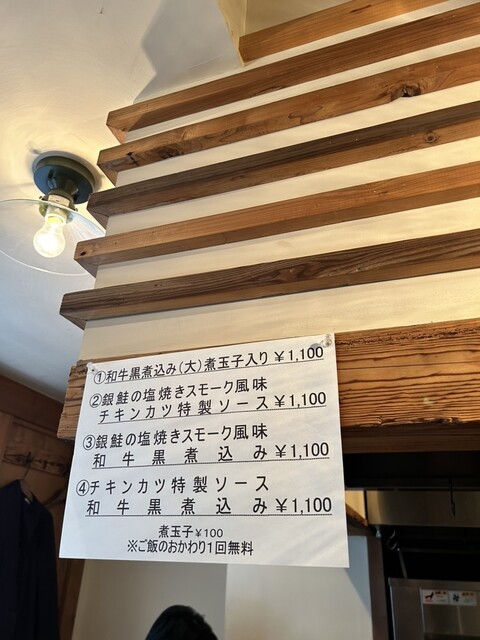 ①和牛黒煮込み(大)煮玉子入り￥1,100
②銀鮭の塩焼きスモーク風味
チキンカツ特製ソース￥1,100
③銀鮭の塩焼きスモーク風味
和牛黒煮込み￥1,100
④チキンカツ特製ソース
和牛黒煮込み￥1,100
煮玉子￥100
※ご飯のおかわり1回無料